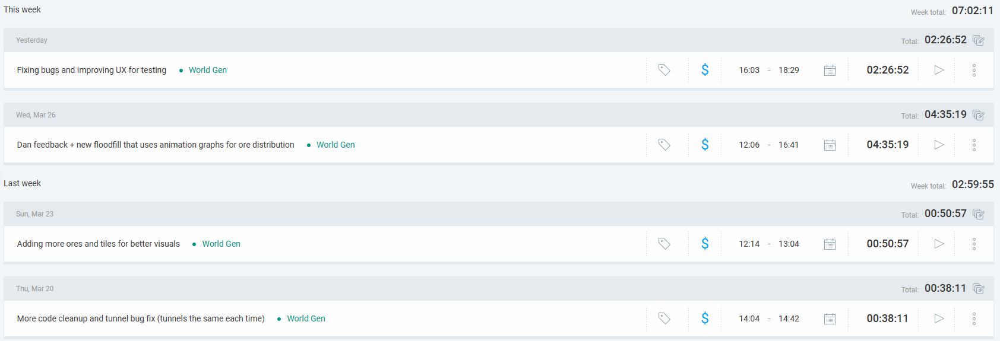 This week Week total: 07:02:11
Yesterday Total: 02:26:52
Fixing bugs and improving UX for testing • World Gen $ 16:03 - 18:29 02:26:52
Wed, Mar 26 Total: 04:35:19
Dan feedback + new floodfill that uses animation graphs for ore distribution • World Gen $ 12:06 - 16:41 04:35:19
Last week Week total: 02:59:55
Sun, Mar 23 Total: 00:50:57
Adding more ores and tiles for better visuals • World Gen $ 12:14 - 13:04 00:50:57
Thu, Mar 20 Total: 00:38:11
More code cleanup and tunnel bug fix (tunnels the same each time) • World Gen $ 14:04 - 14:42 00:38:11